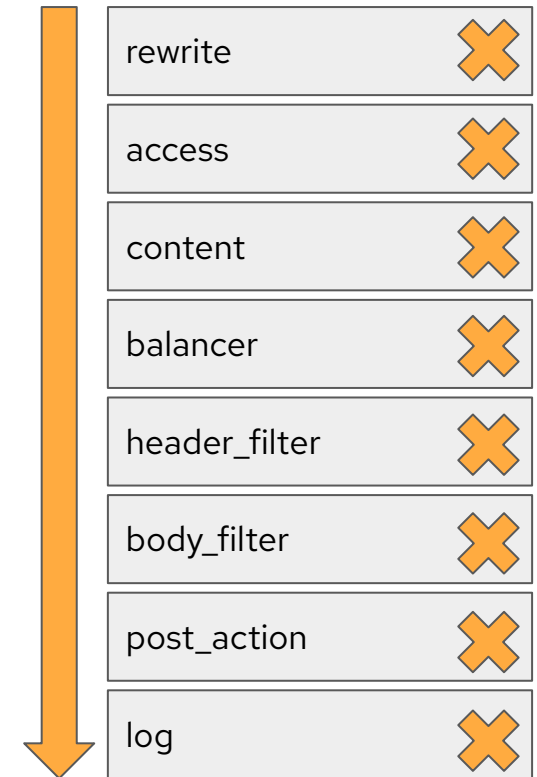 rewrite
access
content
balancer
header_filter
body_filter
post_action
log